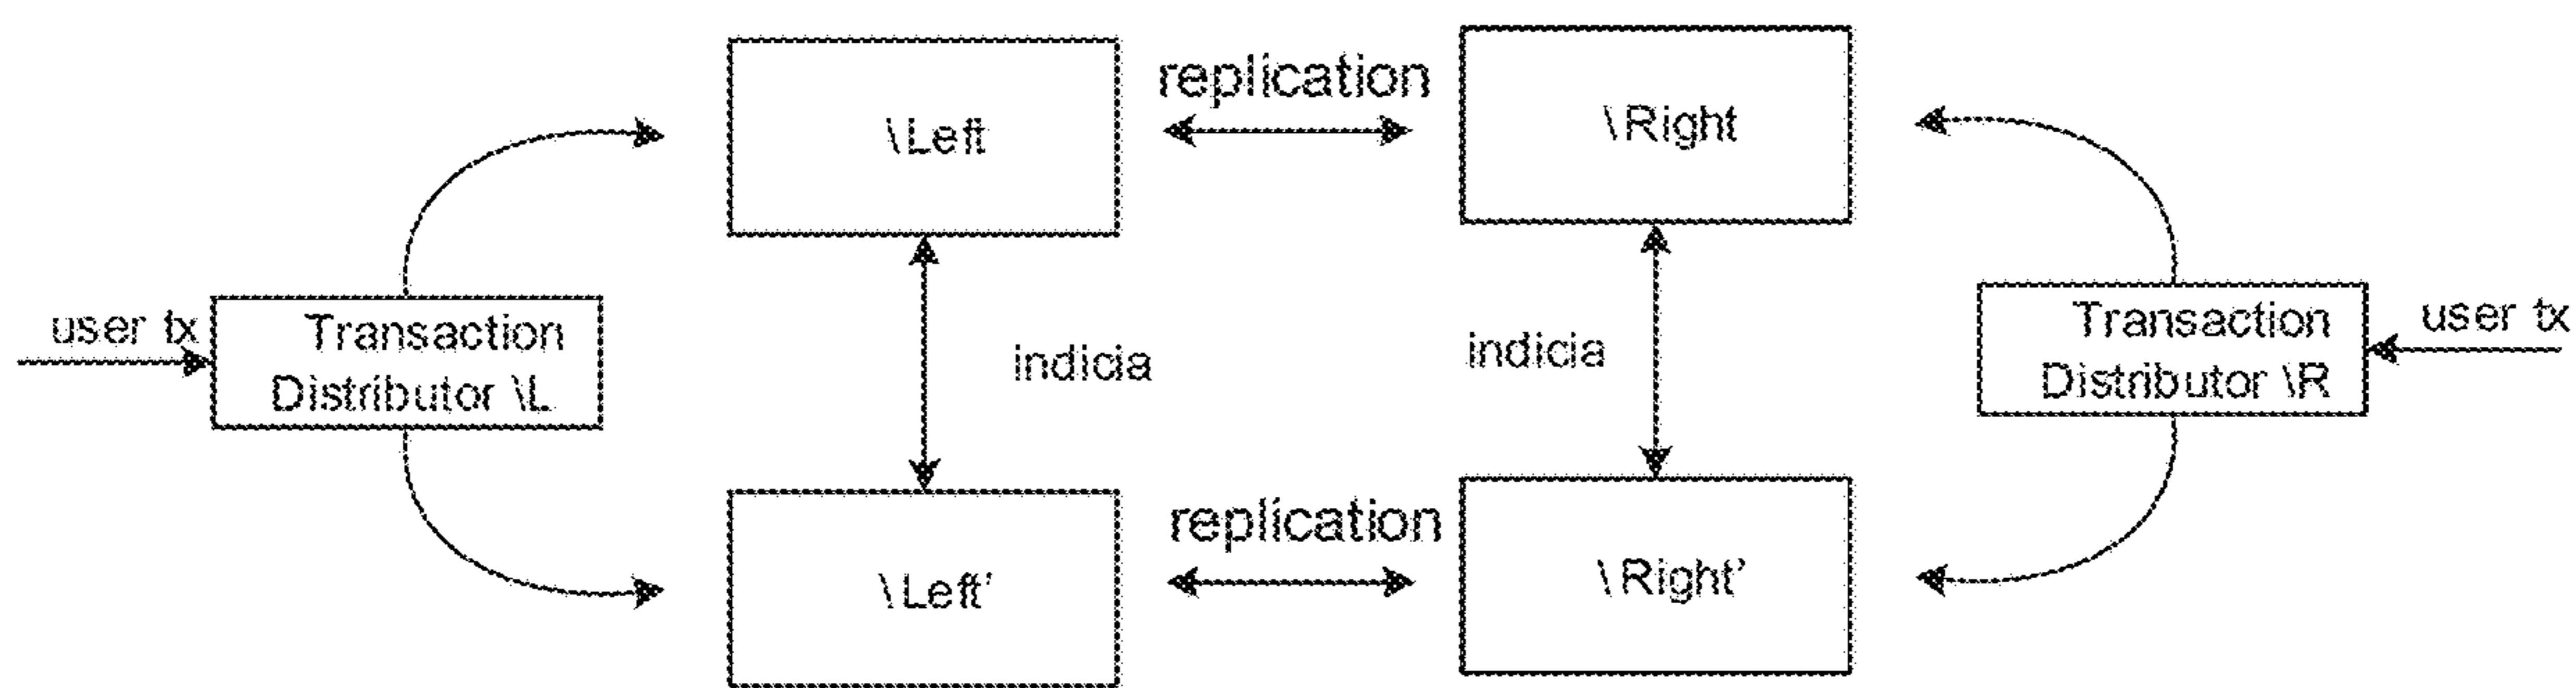 replication
\Left
\Right
user tx
Transaction
Distributor \L
indicia
indicia
Transaction
Distributor \R
user tx
replication
\Left’
\Right’